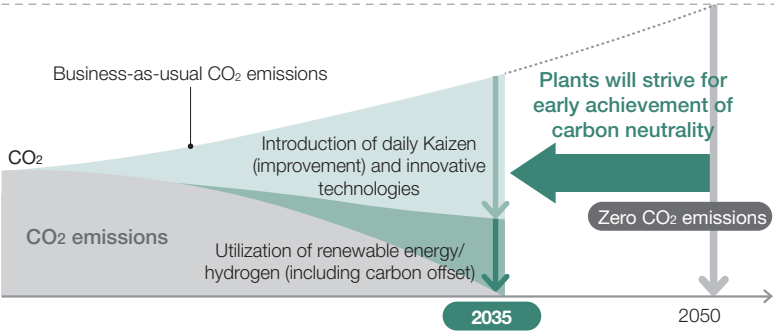 Business-as-usual CO₂ emissions
Plants will strive for
early achievement of
carbon neutrality
CO₂
Introduction of daily Kaizen
(improvement) and innovative
technologies
Zero CO₂ emissions
CO₂ emissions
Utilization of renewable energy/
hydrogen (including carbon offset)
2035
2050